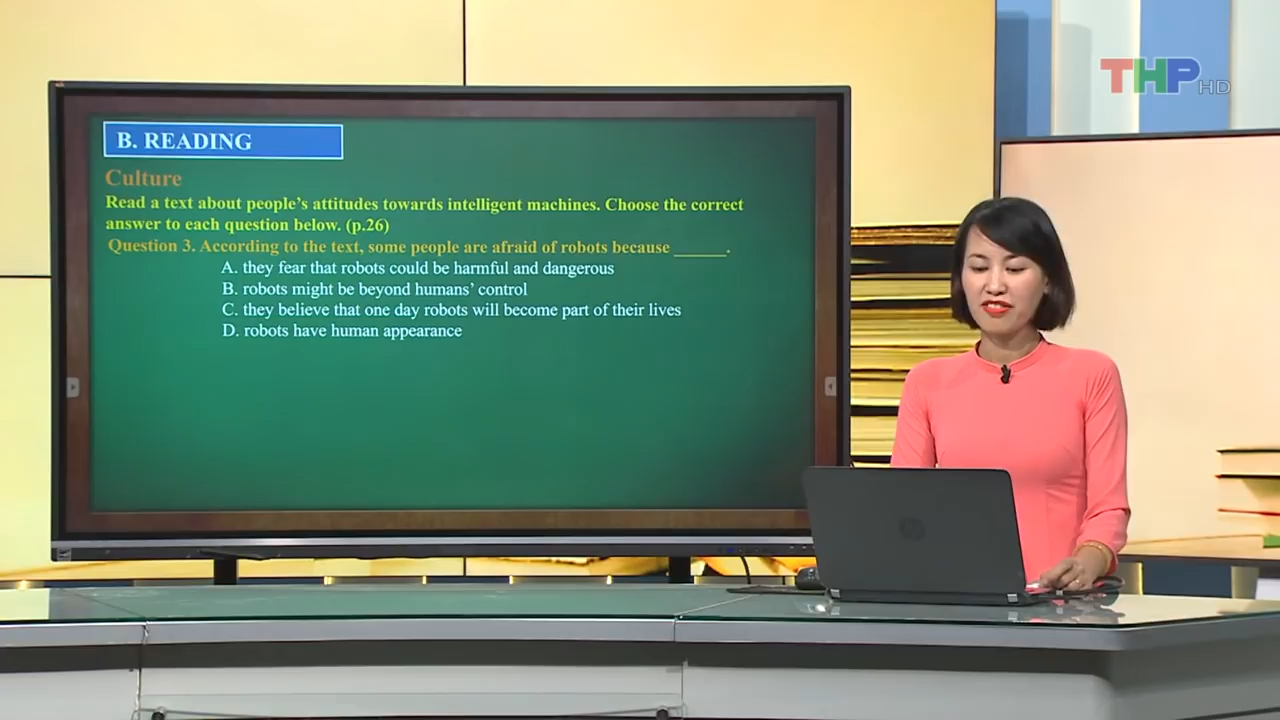 THP HD
B. READING
Culture
Read a text about people's attitudes towards intelligent machines. Choose the correct
answer to each question below. (p.26)
Question 3. According to the text, some people are afraid of robots because ______.
A. they fear that robots could be harmful and dangerous
B. robots might be beyond humans' control
C. they believe that one day robots will become part of their lives
D. robots have human appearance